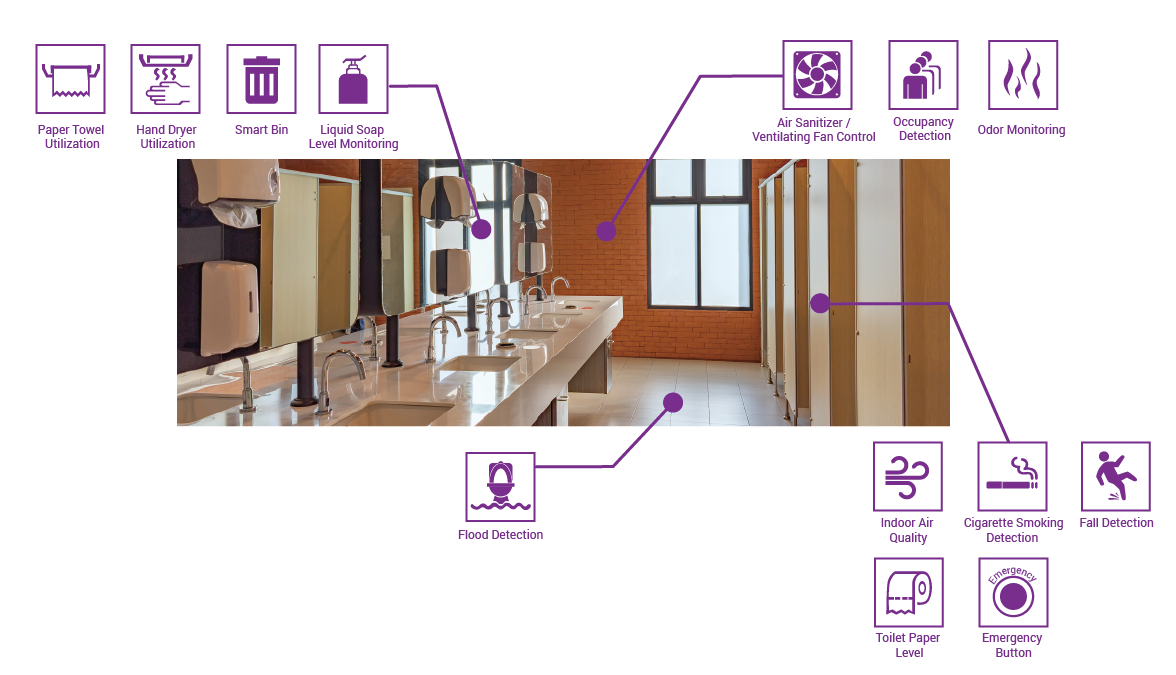 Paper Towel
Utilization
Hand Dryer
Utilization
Smart Bin
Liquid Soap
Level Monitoring
Air Sanitizer /
Ventilating Fan Control
Occupancy
Detection
Odor Monitoring
Flood Detection
Indoor Air
Quality
Cigarette Smoking
Detection
Fall Detection
Toilet Paper
Level
Emergency
Emergency
Button